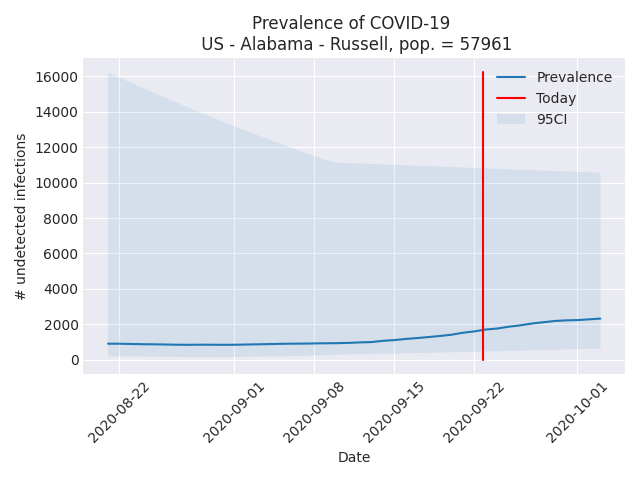 Prevalence of COVID-19
US - Alabama - Russell, pop. = 57961
# undetected infections
16000
14000
12000
10000
8000
6000
4000
2000
0
Prevalence
Today
95CI
2020-08-22
2020-09-01
2020-09-08
2020-09-15
2020-09-22
2020-10-01
Date